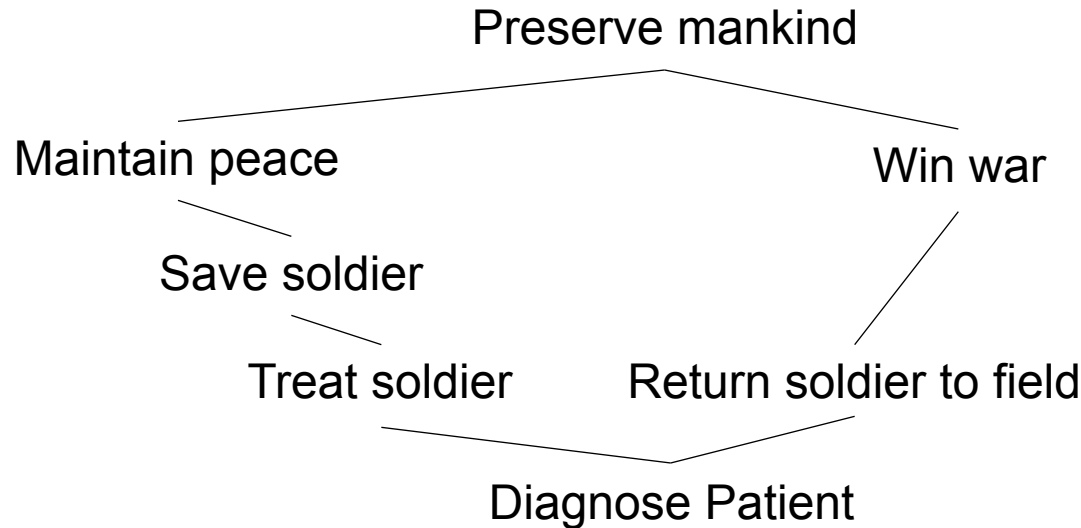 Preserve mankind
Maintain peace
Win war
Save soldier
Treat soldier
Return soldier to field
Diagnose Patient